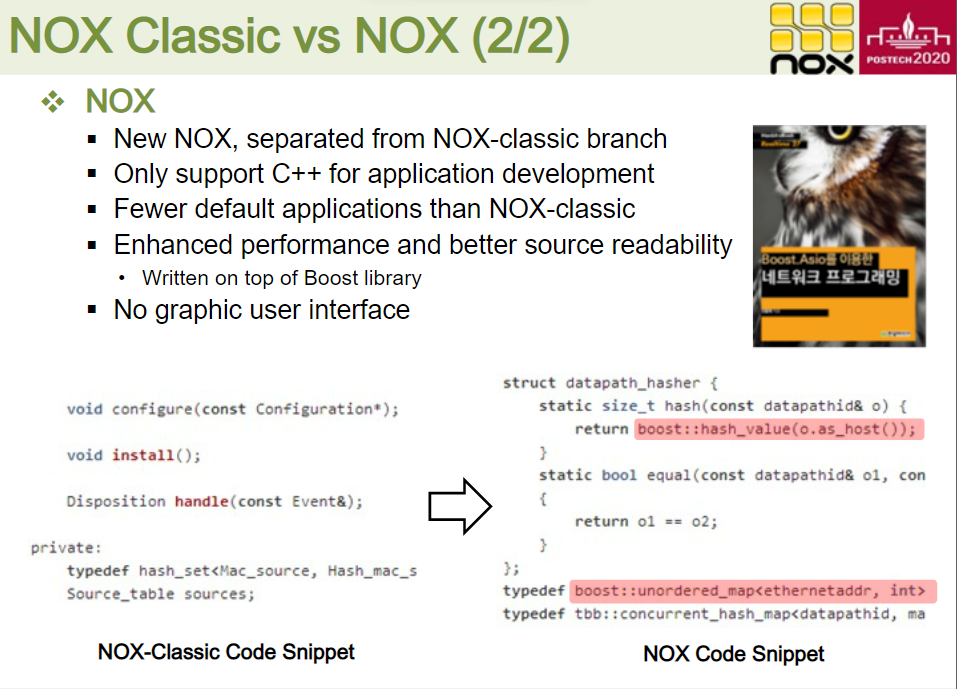 NOX Classic vs NOX (2/2)
nox
POSTECH2020
❖ NOX
▪ New NOX, separated from NOX-classic branch
▪ Only support C++ for application development
▪ Fewer default applications than NOX-classic
▪ Enhanced performance and better source readability
• Written on top of Boost library
▪ No graphic user interface
Boost.Asio를 이용한
네트워크 프로그래밍
void configure(const Configuration*);
void install();
Disposition handle(const Event&);
private:
typedef hash_set<Mac_source, Hash_mac_s
Source_table sources;
NOX-Classic Code Snippet
struct datapath_hasher {
static size_t hash(const datapathid& o) {
return boost::hash_value(o.as_host());
}
static bool equal(const datapathid& o1, con
{
return o1 == o2;
}
};
typedef boost::unordered_map<ethernetaddr, int>
typedef tbb::concurrent_hash_map<datapathid, ma
NOX Code Snippet